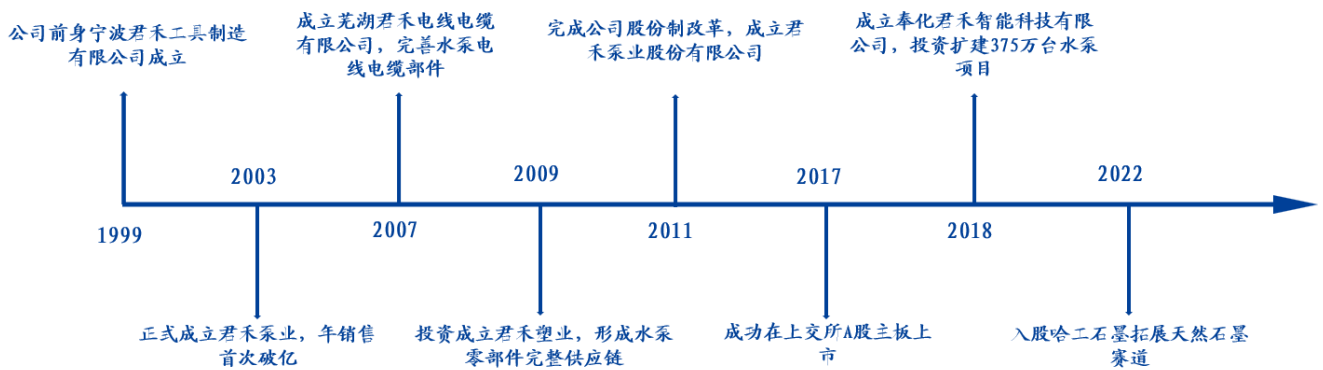 公司前身宁波君禾工具制造
有限公司成立
成立芜湖君禾电线电缆
有限公司，完善水泵电
线电缆部件
完成公司股份制改革，成立君
禾泵业股份有限公司
成立奉化君禾智能科技有限
公司，投资扩建375万台水泵
项目
2003
2009
2017
2022
1999
2007
2011
2018
正式成立君禾泵业，年销售
首次破亿
投资成立君禾塑业，形成水泵
零部件完整供应链
成功在上交所A股主板上
市
入股哈工石墨拓展天然石墨
赛道